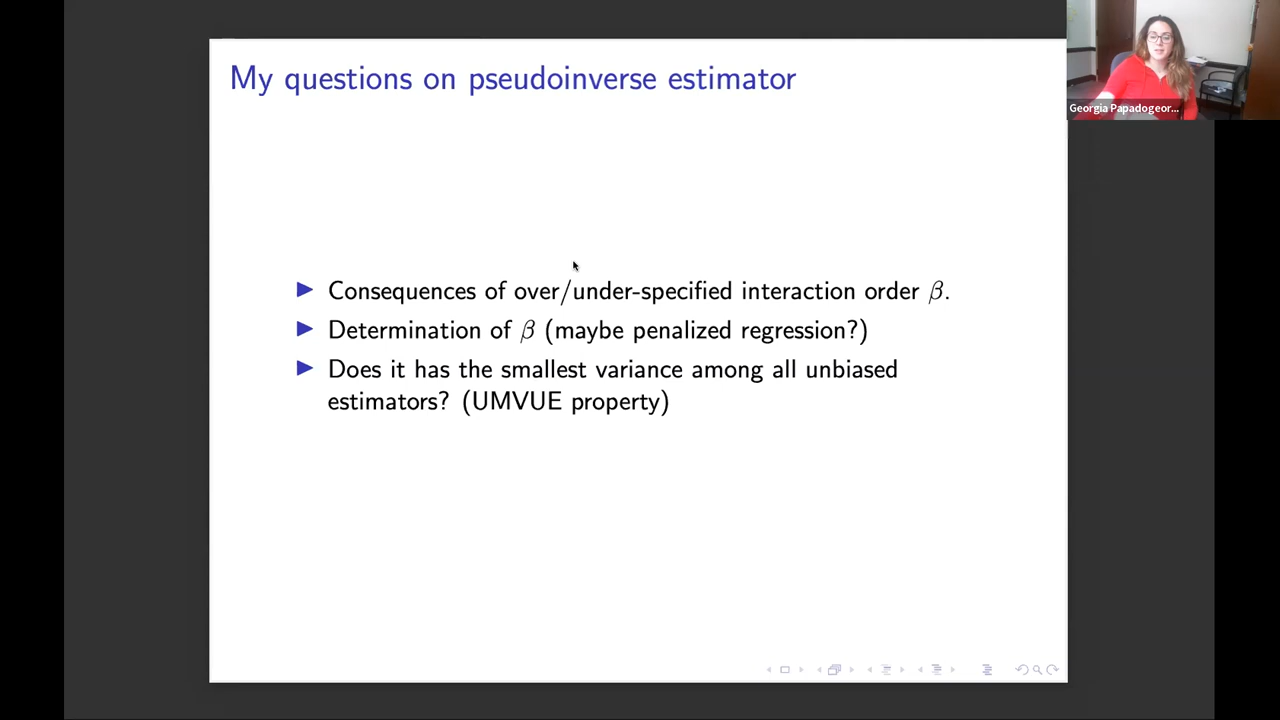 My questions on pseudoinverse estimator
Georgia Papadogeor...
▶ Consequences of over/under-specified interaction order β.
▶ Determination of β (maybe penalized regression?)
▶ Does it has the smallest variance among all unbiased
estimators? (UMVUE property)